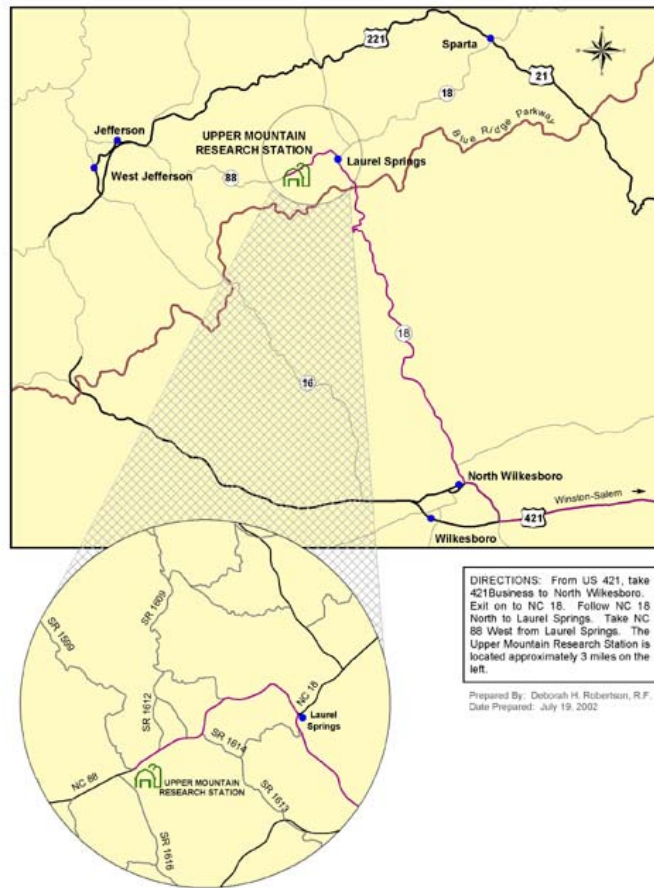 221
Sparta
21
18
Blue Ridge Parkway
Jefferson
UPPER MOUNTAIN
RESEARCH STATION
Laurel Springs
West Jefferson
88
18
16
North Wilkesboro
Winston-Salem
421
Wilkesboro
DIRECTIONS: From US 421, take
421Business to North Wilkesboro.
Exit on to NC 18. Follow NC 18
North to Laurel Springs. Take NC
88 West from Laurel Springs. The
Upper Mountain Research Station is
located approximately 3 miles on the
left.
Prepared By: Deborah H. Robertson, R.F.
Date Prepared: July 19, 2002
SR 1609
SR 1599
SR 1612
NC 18
Laurel
Springs
SR 1614
NC 88
UPPER MOUNTAIN
RESEARCH STATION
SR 1613
SR 1616